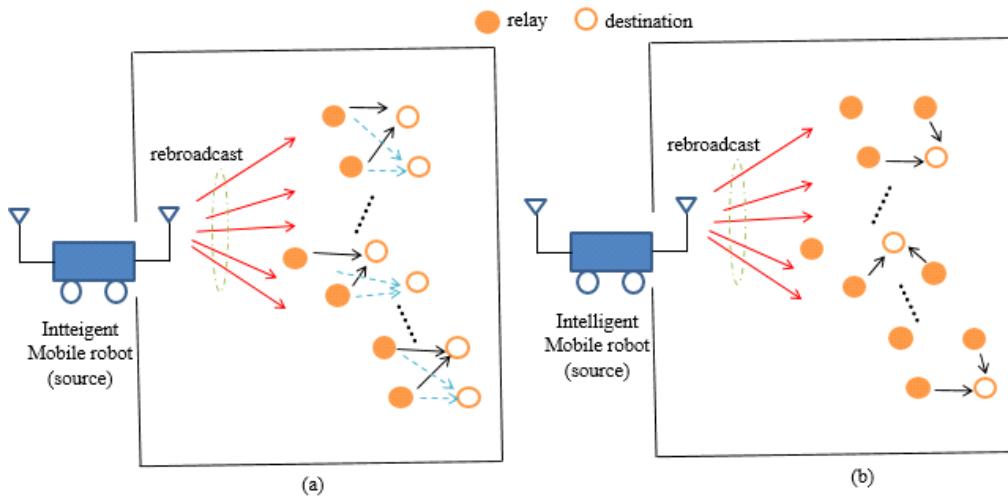 relay
destination
rebroadcast
Intteigent
Mobile robot
(source)
(a)
rebroadcast
Intelligent
Mobile robot
(source)
(b)